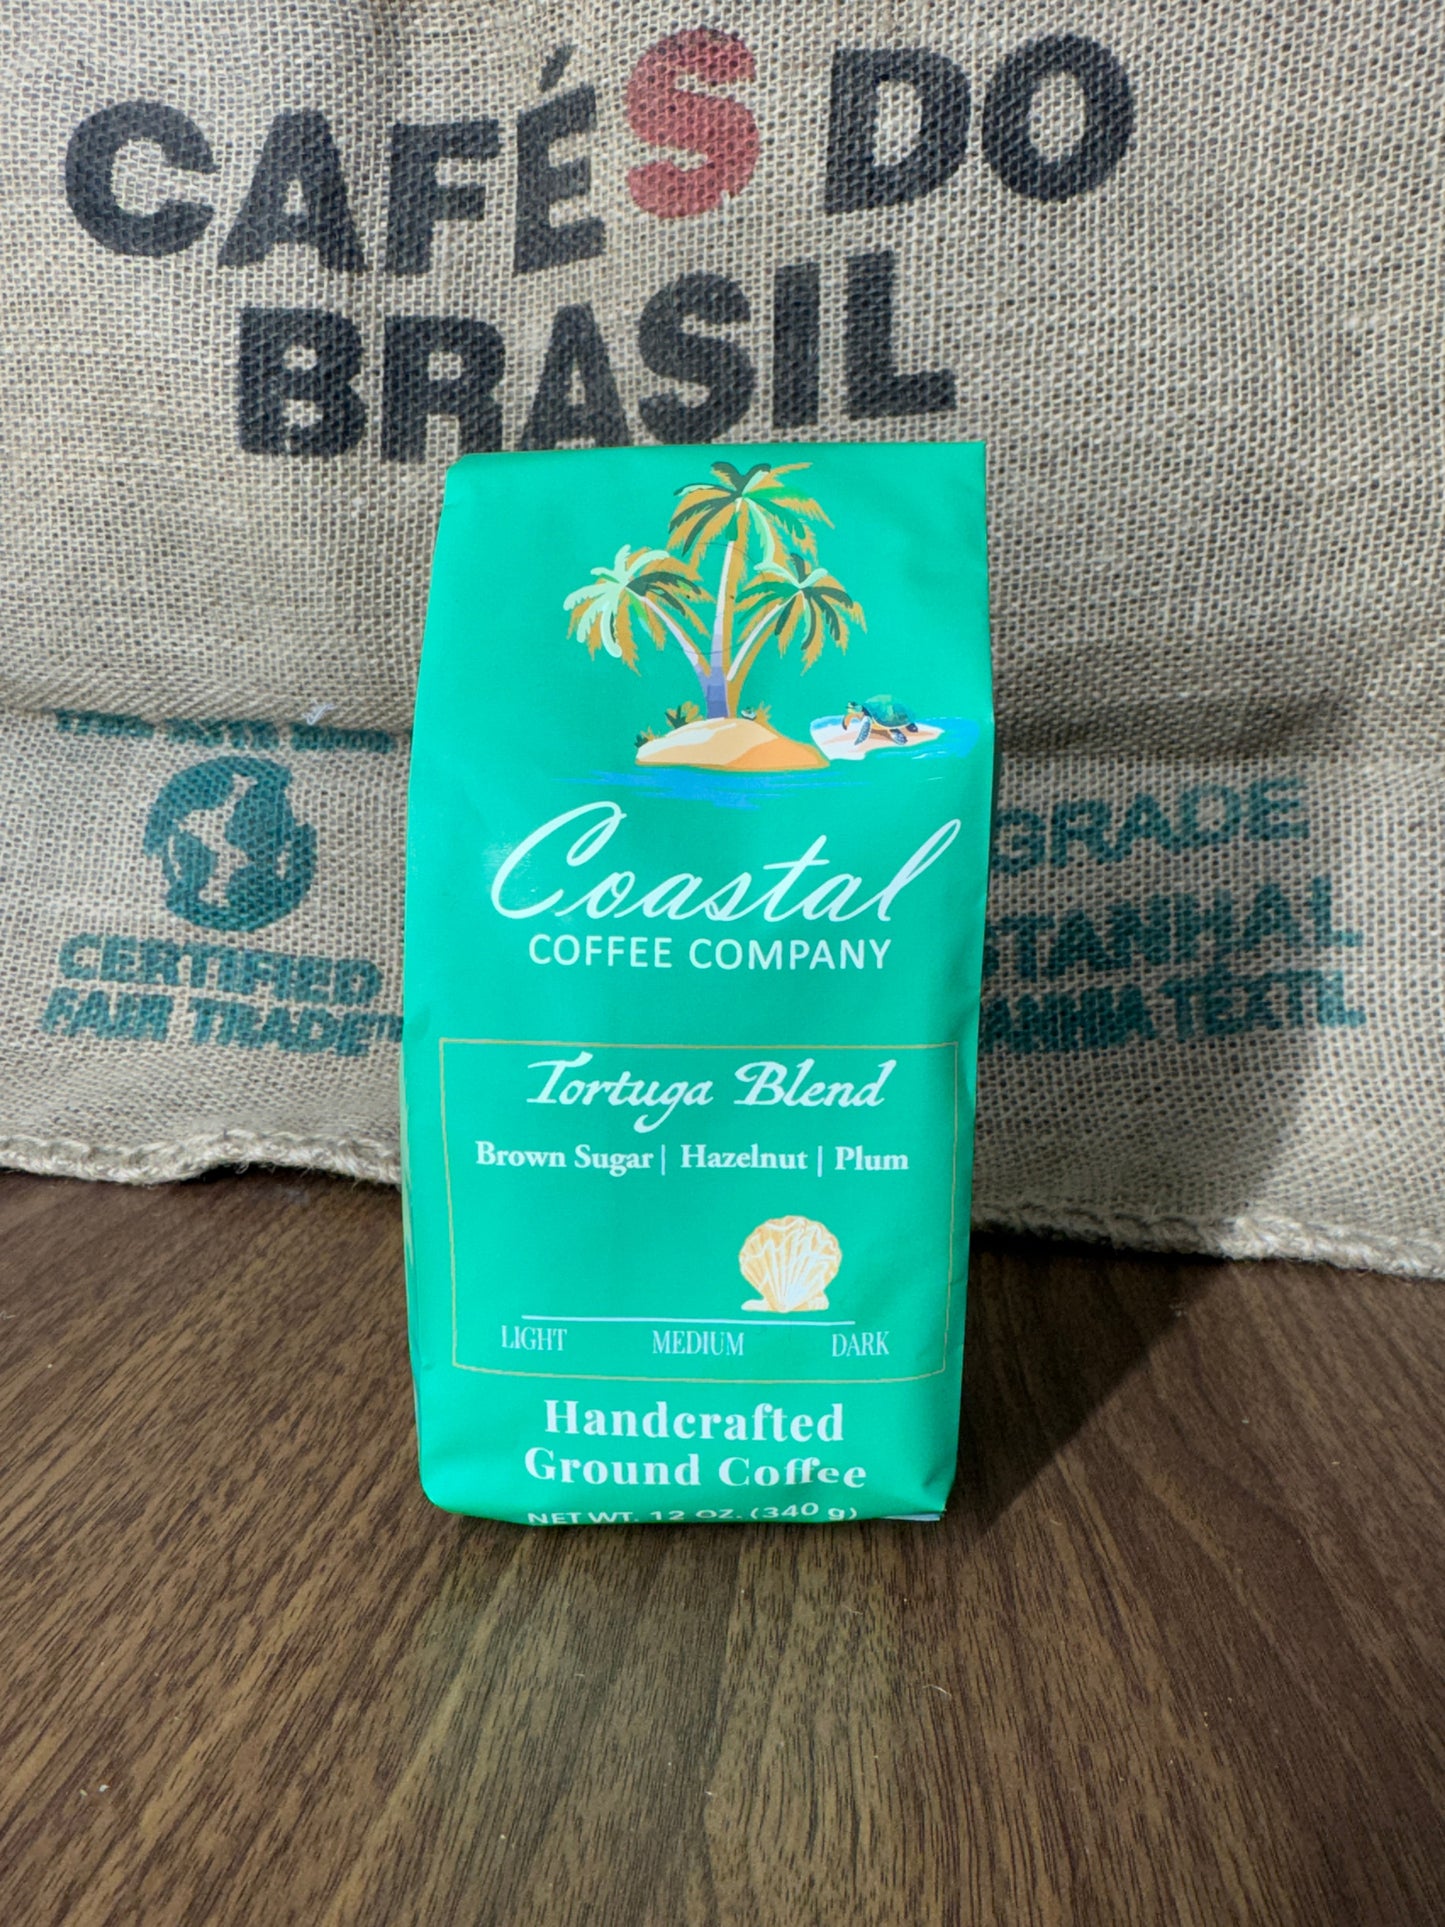 CAFÉS DO
BRASIL
CERTIFIED
FAIR TRADE
GRADE
Coastal
COFFEE COMPANY
Tortuga Blend
Brown Sugar | Hazelnut | Plum
LIGHT MEDIUM DARK
Handcrafted
Ground Coffee
NET WT. 12 OZ. (340 g)